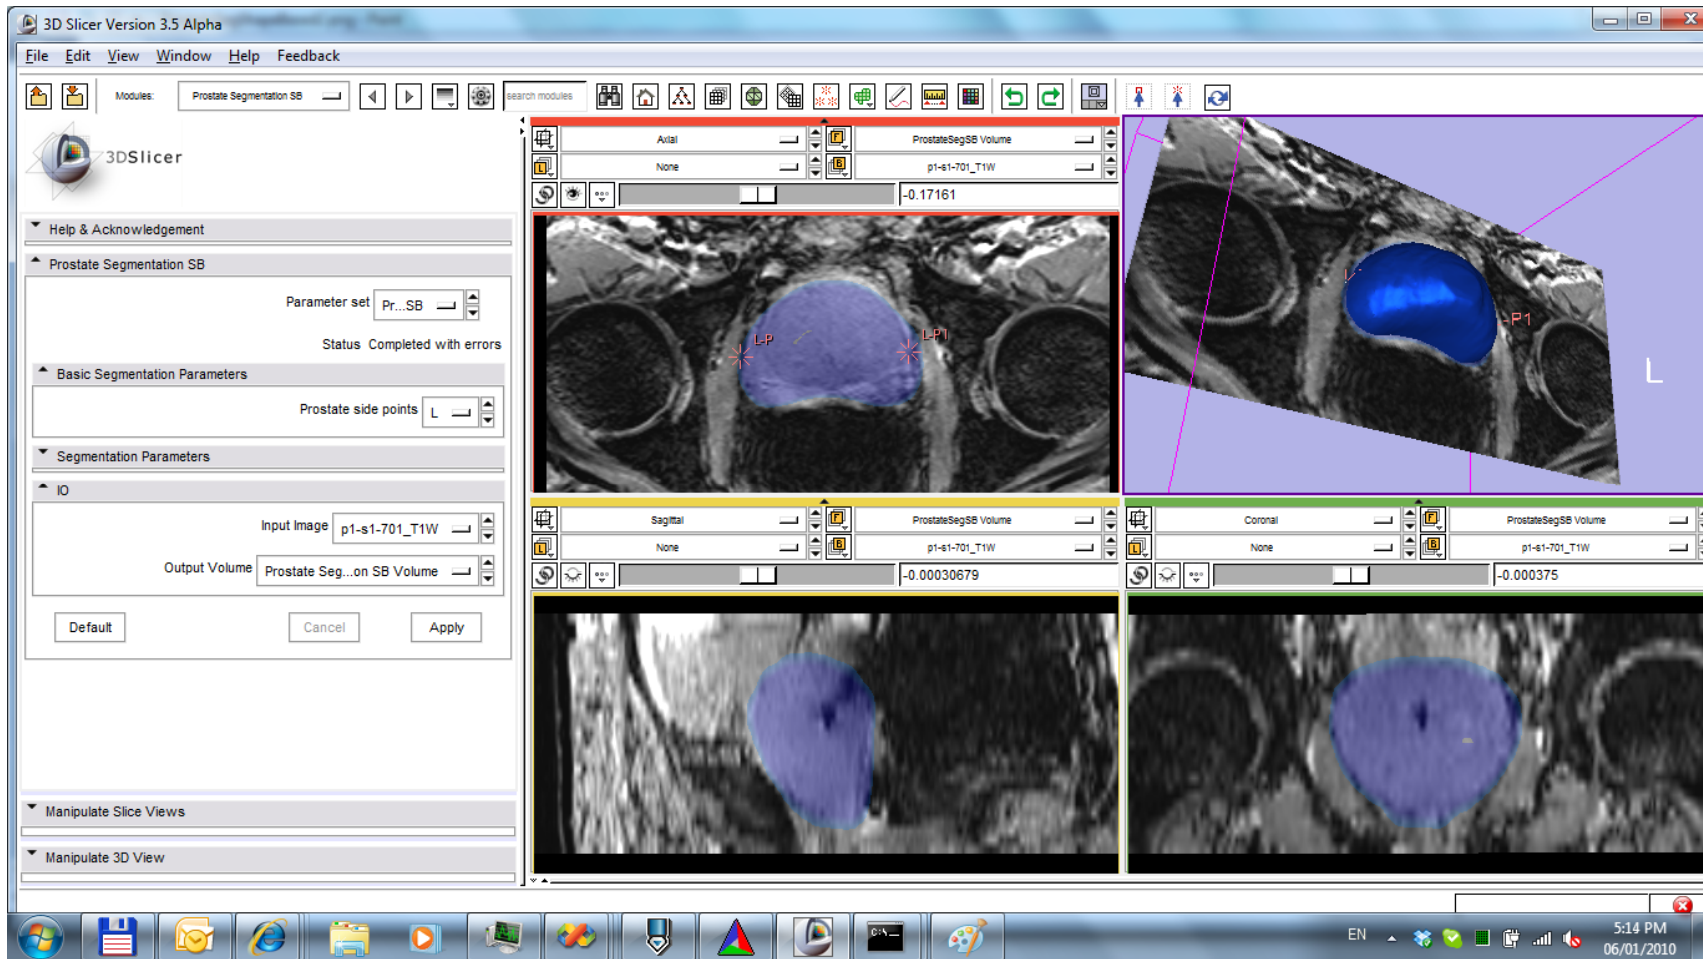 3D Slicer Version 3.5 Alpha
File Edit View Window Help Feedback
Modules: Prostate Segmentation SB search modules
3DSlicer
Help & Acknowledgement
Prostate Segmentation SB
Parameter set Pr...SB
Status Completed with errors
Basic Segmentation Parameters
Prostate side points L
Segmentation Parameters
IO
Input Image p1-s1-701_T1W
Output Volume Prostate Seg...on SB Volume
Default Cancel Apply
Manipulate Slice Views
Manipulate 3D View
Axial F ProstateSegSB Volume
L None B p1-s1-701_T1W
-0.17161
L-P L-P1
-P1
L
Sagittal F ProstateSegSB Volume
L None B p1-s1-701_T1W
-0.00030679
Coronal F ProstateSegSB Volume
L None B p1-s1-701_T1W
-0.000375
C:\_
EN 5:14 PM
06/01/2010